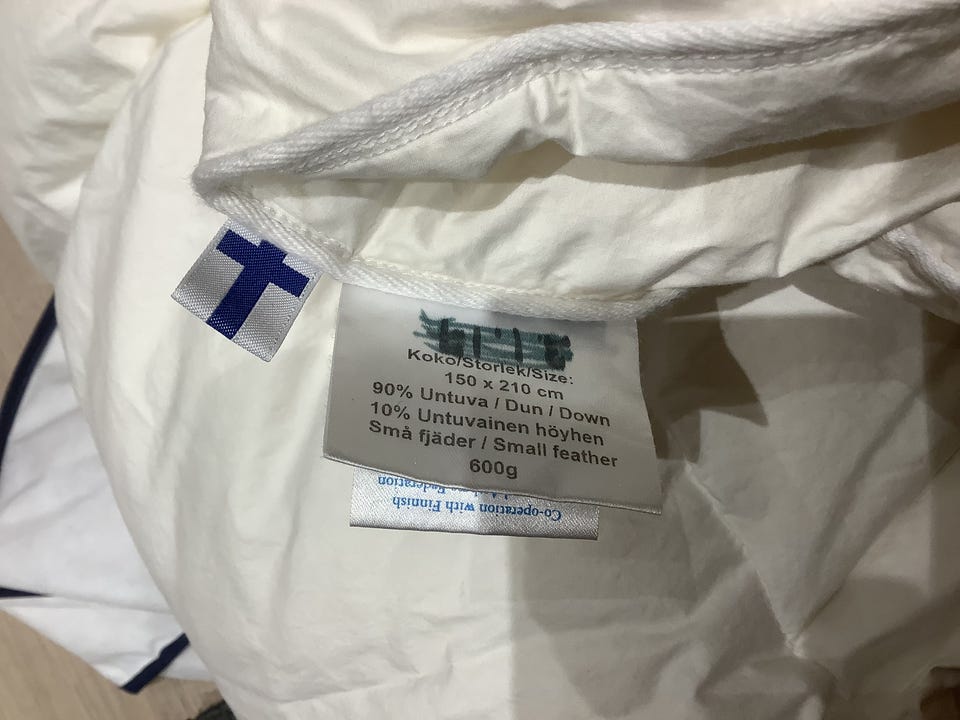 Koko/Storlek/Size:
150 x 210 cm
90% Untuva / Dun / Down
10% Untuvainen höyhen
Små fjäder / Small feather
600g
Federation
Co-operation with Finnish